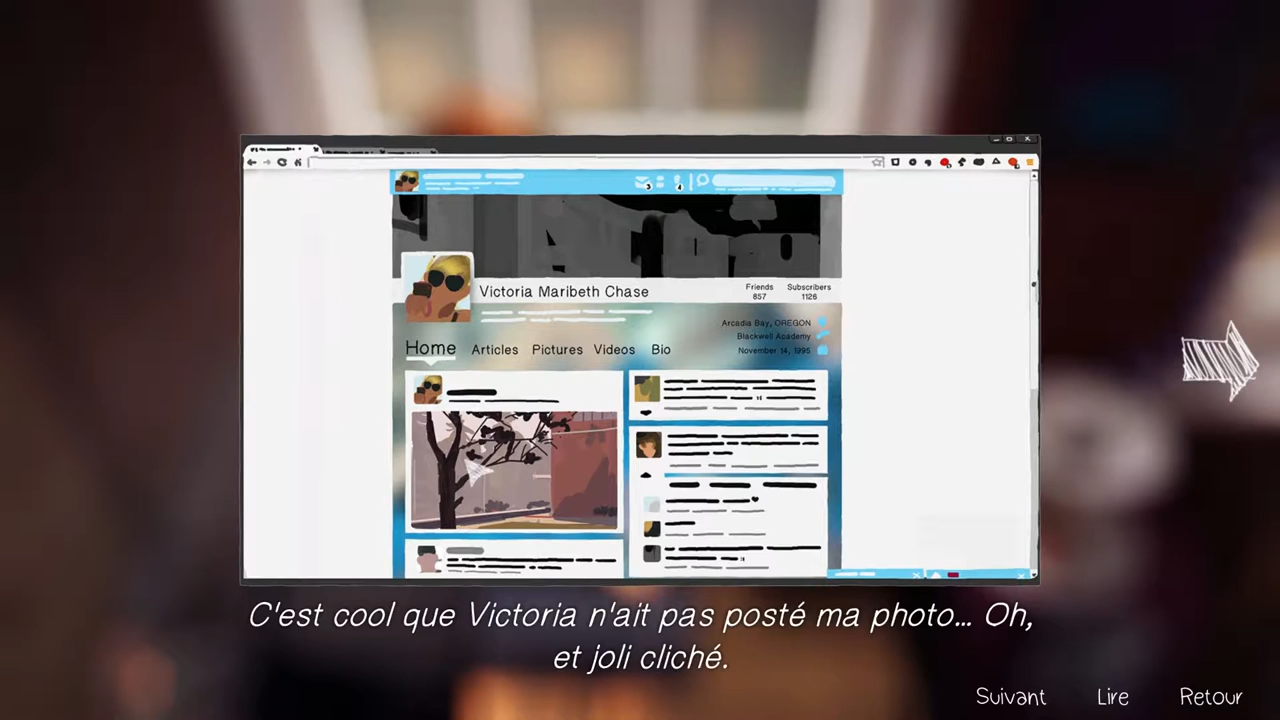 Victoria Maribeth Chase
Friends
857
Subscribers
1126
Arcadia Bay, OREGON
Blackwell Academy
November 14, 1995
Home Articles Pictures Videos Bio
C'est cool que Victoria n'ait pas posté ma photo... Oh,
et joli cliché.
Suivant Lire Retour